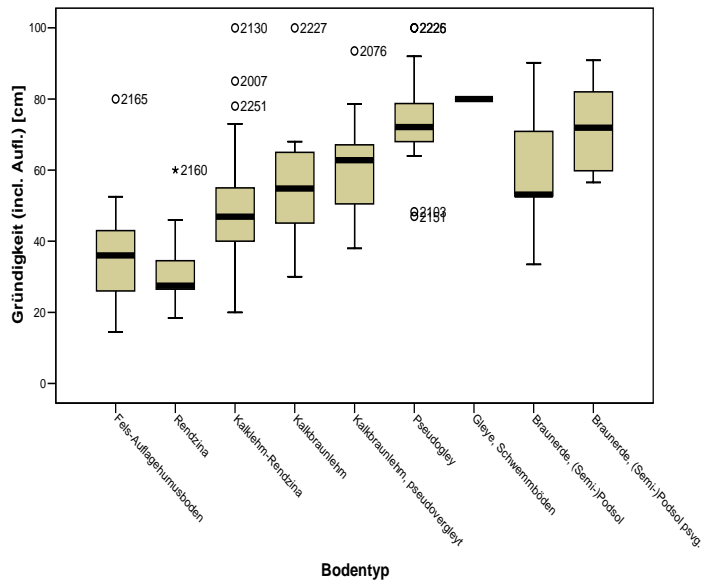 Gründigkeit (incl. Aufl.) [cm]
100
80
60
40
20
0
2165
2160
2130
2007
2251
2227
2076
2226
2151
Fels-Auflagehumusboden
Rendzina
Kalklehm-Rendzina
Kalkbraunlehm
Kalkbraunlehm, pseudovergleyt
Pseudogley
Gleye, Schwemmböden
Braunerde, (Semi-)Podsol
Braunerde, (Semi-)Podsol psvg.
Bodentyp